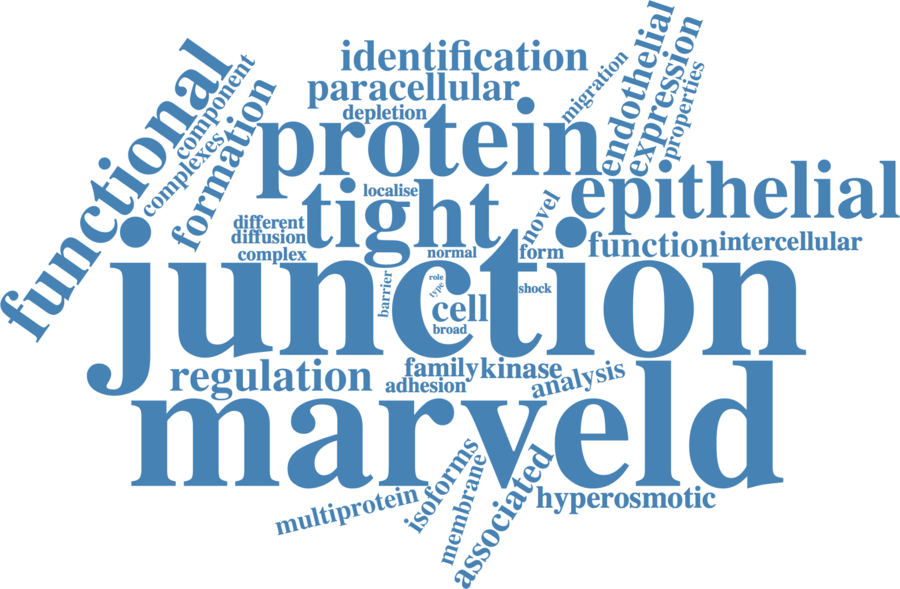 identification
paracellular
depletion
protein
functional
component
complexes
formation
migration
endothelial
expression
properties
localise
tight
epithelial
novel
different
diffusion
complex
normal
form
function
intercellular
junction
barrier
role
type
cell
shock
broad
regulation
family
kinase
adhesion
analysis
marveld
multiprotein
isoforms
membrane
associated
hyperosmotic